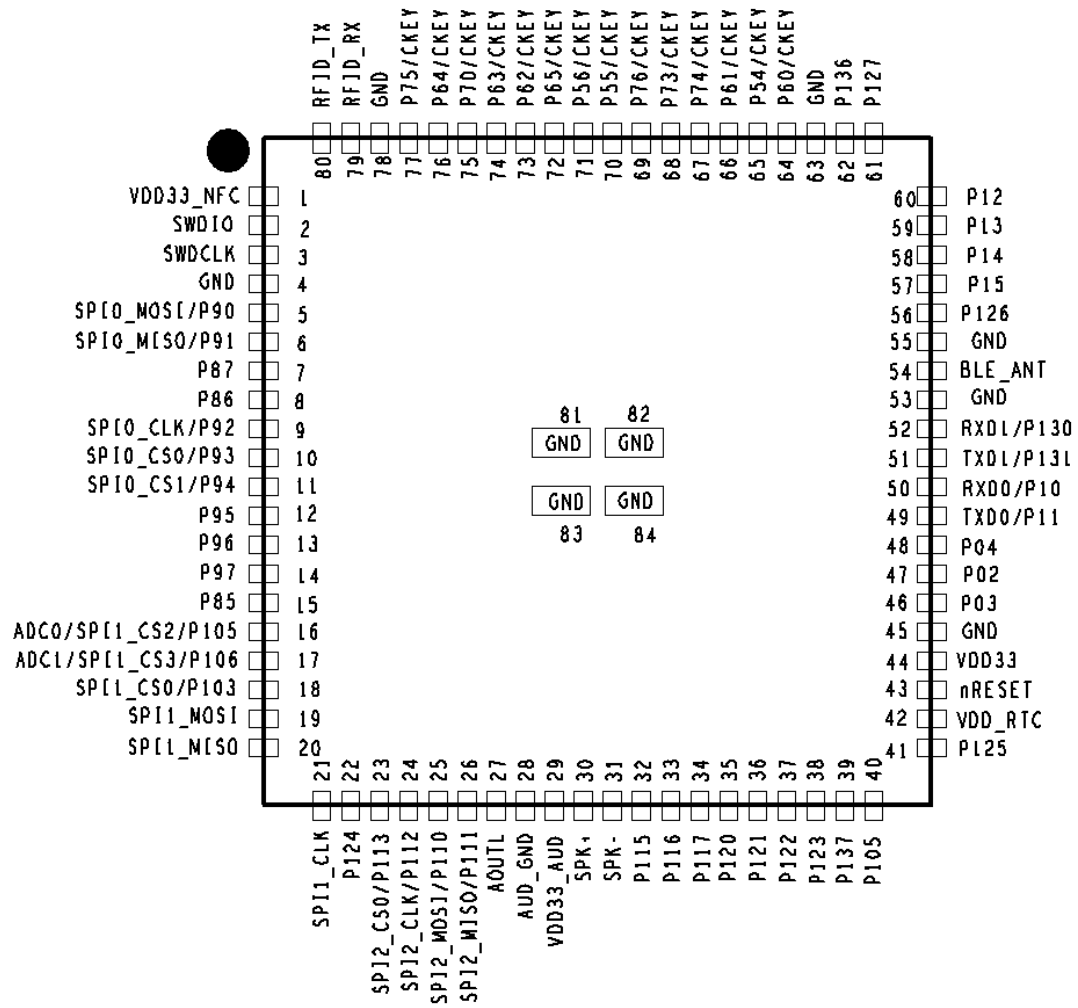 RFID_TX
RFID_RX
GND
P75/CKEY
P64/CKEY
P70/CKEY
P63/CKEY
P62/CKEY
P65/CKEY
P56/CKEY
P55/CKEY
P76/CKEY
P73/CKEY
P74/CKEY
P61/CKEY
P54/CKEY
P60/CKEY
GND
P136
P127
80 79 78 77 76 75 74 73 72 71 70 69 68 67 66 65 64 63 62 61
VDD33_NFC 1
SWDIO 2
SWDCLK 3
GND 4
SPI0_MOSI/P90 5
SPI0_MISO/P91 6
P87 7
P86 8
SPI0_CLK/P92 9
SPI0_CS0/P93 10
SPI0_CS1/P94 11
P95 12
P96 13
P97 14
P85 15
ADC0/SPI1_CS2/P105 16
ADC1/SPI1_CS3/P106 17
SPI1_CS0/P103 18
SPI1_MOSI 19
SPI1_MISO 20
81 82
GND GND
GND GND
83 84
60 P12
59 P13
58 P14
57 P15
56 P126
55 GND
54 BLE_ANT
53 GND
52 RXD1/P130
51 TXD1/P131
50 RXD0/P10
49 TXD0/P11
48 P04
47 P02
46 P03
45 GND
44 VDD33
43 nRESET
42 VDD_RTC
41 P125
21 22 23 24 25 26 27 28 29 30 31 32 33 34 35 36 37 38 39 40
SPI1_CLK
P124
SPI2_CS0/P113
SPI2_CLK/P112
SPI2_MOSI/P110
SPI2_MISO/P111
AOUTL
AUD_GND
VDD33_AUD
SPK+
SPK-
P115
P116
P117
P120
P121
P122
P123
P137
P105